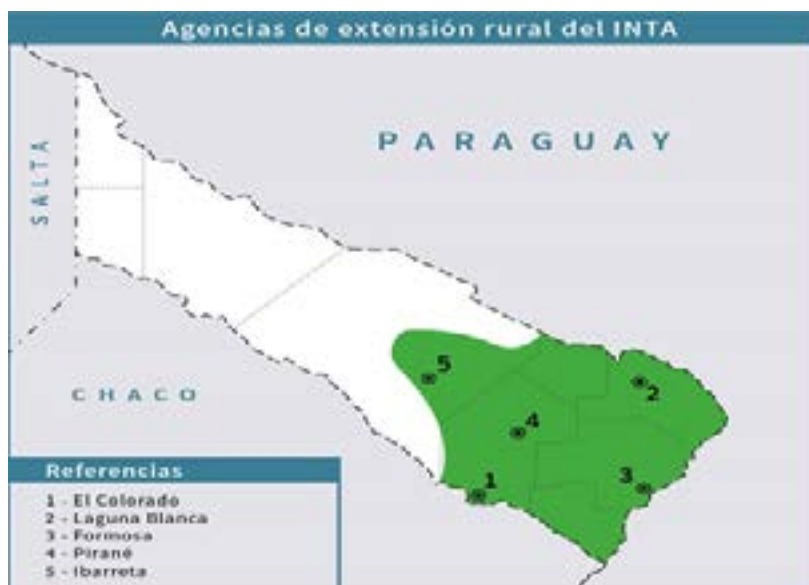 Agencias de extensión rural del INTA
PARAGUAY
SALTA
CHACO
5
2
4
3
1
Referencias
1 - El Colorado
2 - Laguna Blanca
3 - Formosa
4 - Pirané
5 - Ibarreta